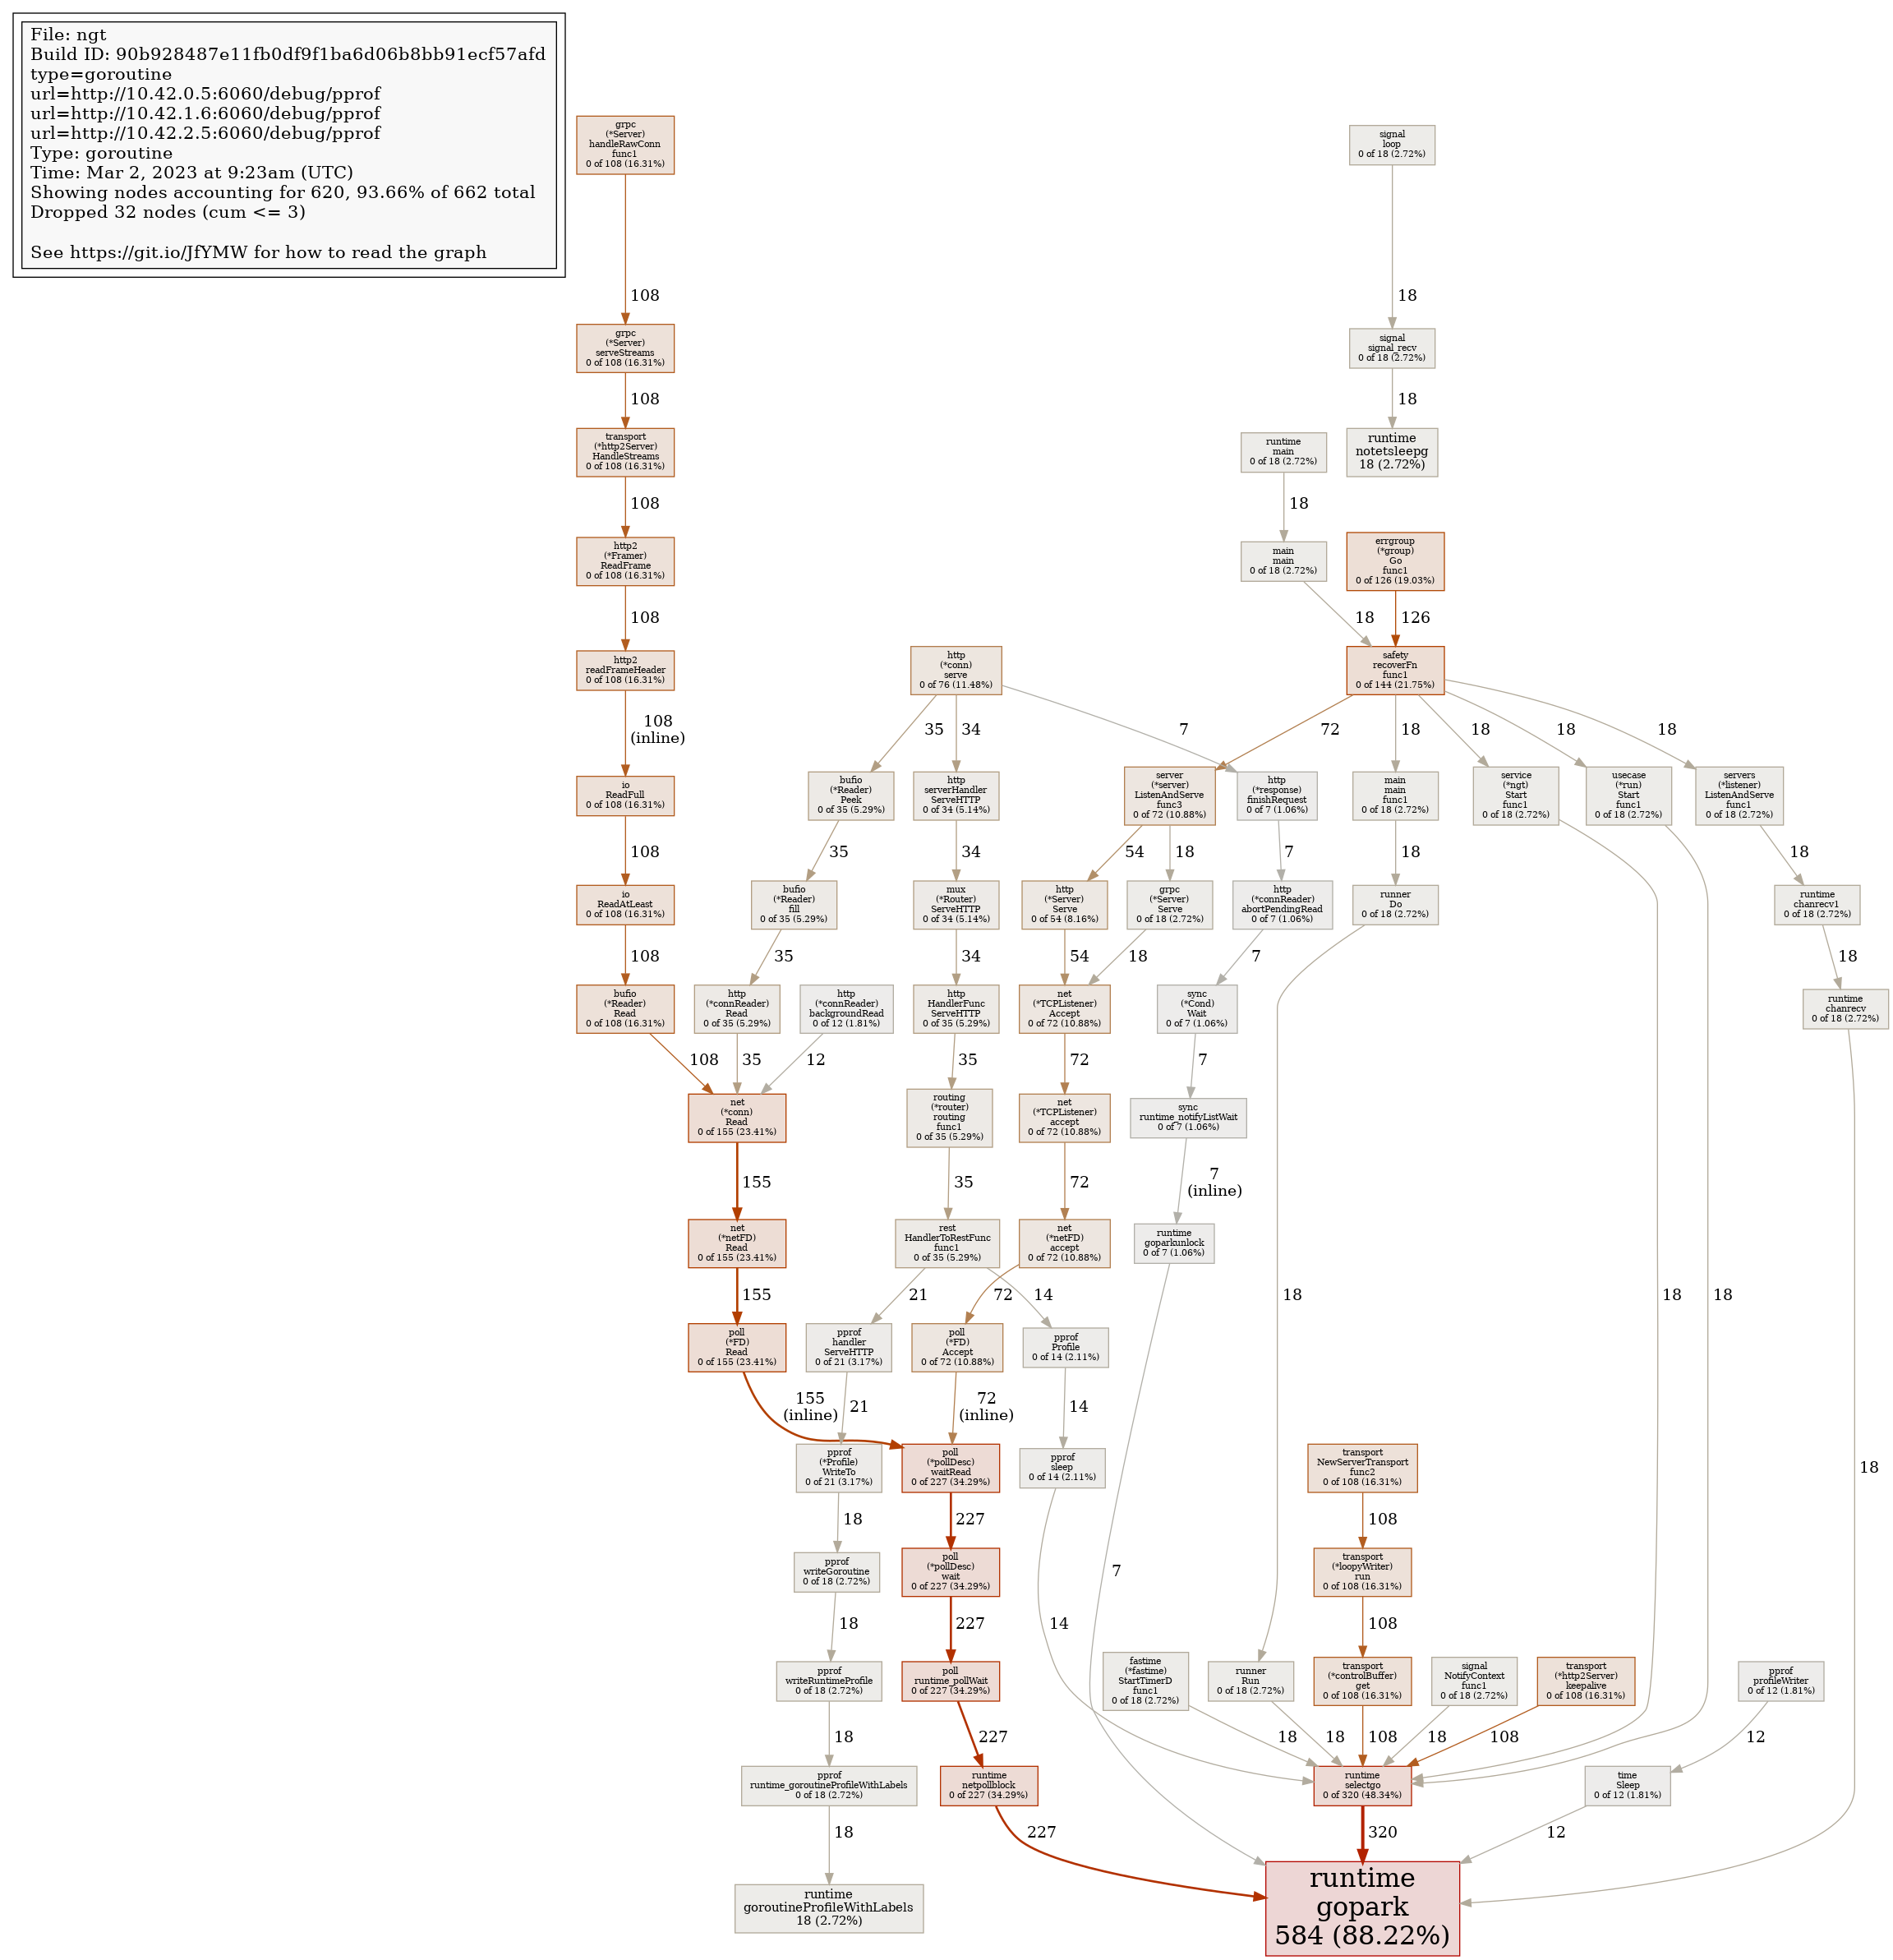 File: ngt
Build ID: 90b928487e11fb0df9f1ba6d06b8bb91ecf57afd
type=goroutine
url=http://10.42.0.5:6060/debug/pprof
url=http://10.42.1.6:6060/debug/pprof
url=http://10.42.2.5:6060/debug/pprof
Type: goroutine
Time: Mar 2, 2023 at 9:23am (UTC)
Showing nodes accounting for 620, 93.66% of 662 total
Dropped 32 nodes (cum <= 3)
See https://git.io/JfYMW for how to read the graph
grpc
(*Server)
handleRawConn
func1
0 of 108 (16.31%)
108
grpc
(*Server)
serveStreams
0 of 108 (16.31%)
108
transport
(*http2Server)
HandleStreams
0 of 108 (16.31%)
108
http2
(*Framer)
ReadFrame
0 of 108 (16.31%)
108
http2
readFrameHeader
0 of 108 (16.31%)
108
(inline)
io
ReadFull
0 of 108 (16.31%)
108
io
ReadAtLeast
0 of 108 (16.31%)
108
bufio
(*Reader)
Read
0 of 108 (16.31%)
108
signal
loop
0 of 18 (2.72%)
18
signal
signal_recv
0 of 18 (2.72%)
18
runtime
notetsleepg
18 (2.72%)
runtime
main
0 of 18 (2.72%)
18
main
main
0 of 18 (2.72%)
18
errgroup
(*group)
Go
func1
0 of 126 (19.03%)
126
safety
recoverFn
func1
0 of 144 (21.75%)
72
18
18
18
18
http
(*conn)
serve
0 of 76 (11.48%)
35
34
7
bufio
(*Reader)
Peek
0 of 35 (5.29%)
35
bufio
(*Reader)
fill
0 of 35 (5.29%)
35
http
(*connReader)
Read
0 of 35 (5.29%)
35
http
(*connReader)
backgroundRead
0 of 12 (1.81%)
12
net
(*conn)
Read
0 of 155 (23.41%)
155
net
(*netFD)
Read
0 of 155 (23.41%)
155
poll
(*FD)
Read
0 of 155 (23.41%)
155
(inline)
http
serverHandler
ServeHTTP
0 of 34 (5.14%)
34
mux
(*Router)
ServeHTTP
0 of 34 (5.14%)
34
http
HandlerFunc
ServeHTTP
0 of 35 (5.29%)
35
routing
(*router)
routing
func1
0 of 35 (5.29%)
35
rest
HandlerToRestFunc
func1
0 of 35 (5.29%)
21
14
pprof
handler
ServeHTTP
0 of 21 (3.17%)
21
pprof
(*Profile)
WriteTo
0 of 21 (3.17%)
18
pprof
writeGoroutine
0 of 18 (2.72%)
18
pprof
writeRuntimeProfile
0 of 18 (2.72%)
18
pprof
runtime_goroutineProfileWithLabels
0 of 18 (2.72%)
18
runtime
goroutineProfileWithLabels
18 (2.72%)
server
(*server)
ListenAndServe
func3
0 of 72 (10.88%)
54
18
http
(*Server)
Serve
0 of 54 (8.16%)
54
grpc
(*Server)
Serve
0 of 18 (2.72%)
18
net
(*TCPListener)
Accept
0 of 72 (10.88%)
72
net
(*TCPListener)
accept
0 of 72 (10.88%)
72
net
(*netFD)
accept
0 of 72 (10.88%)
72
poll
(*FD)
Accept
0 of 72 (10.88%)
72
(inline)
poll
(*pollDesc)
waitRead
0 of 227 (34.29%)
227
poll
(*pollDesc)
wait
0 of 227 (34.29%)
227
poll
runtime_pollWait
0 of 227 (34.29%)
227
runtime
netpollblock
0 of 227 (34.29%)
227
pprof
Profile
0 of 14 (2.11%)
14
pprof
sleep
0 of 14 (2.11%)
14
http
(*response)
finishRequest
0 of 7 (1.06%)
7
http
(*connReader)
abortPendingRead
0 of 7 (1.06%)
7
sync
(*Cond)
Wait
0 of 7 (1.06%)
7
sync
runtime_notifyListWait
0 of 7 (1.06%)
7
(inline)
runtime
goparkunlock
0 of 7 (1.06%)
7
main
main
func1
0 of 18 (2.72%)
18
runner
Do
0 of 18 (2.72%)
18
service
(*ngt)
Start
func1
0 of 18 (2.72%)
18
usecase
(*run)
Start
func1
0 of 18 (2.72%)
18
servers
(*listener)
ListenAndServe
func1
0 of 18 (2.72%)
18
runtime
chanrecv1
0 of 18 (2.72%)
18
runtime
chanrecv
0 of 18 (2.72%)
18
transport
NewServerTransport
func2
0 of 108 (16.31%)
108
transport
(*loopyWriter)
run
0 of 108 (16.31%)
108
fastime
(*fastime)
StartTimerD
func1
0 of 18 (2.72%)
18
runner
Run
0 of 18 (2.72%)
18
transport
(*controlBuffer)
get
0 of 108 (16.31%)
108
signal
NotifyContext
func1
0 of 18 (2.72%)
18
transport
(*http2Server)
keepalive
0 of 108 (16.31%)
108
pprof
profileWriter
0 of 12 (1.81%)
12
runtime
selectgo
0 of 320 (48.34%)
320
time
Sleep
0 of 12 (1.81%)
12
runtime
gopark
584 (88.22%)